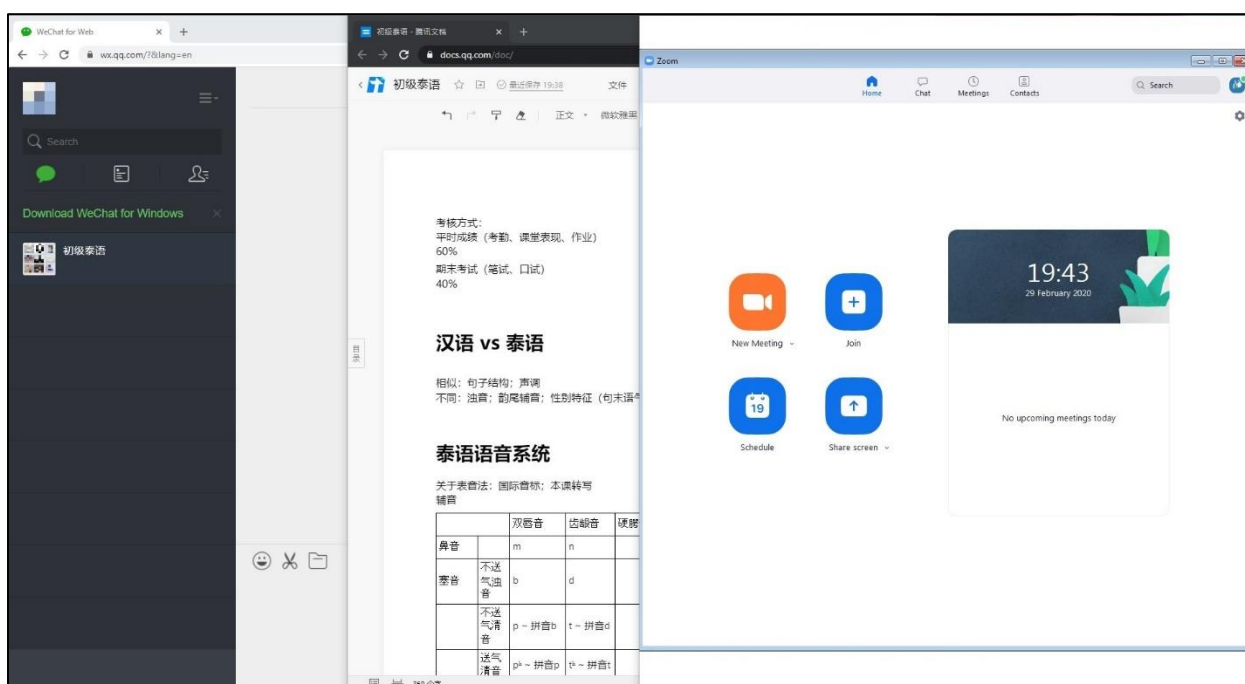 WeChat for Web
wx.qq.com/?&lang=en
Search
Download WeChat for Windows
初级泰语
初级泰语 - 腾讯文档
docs.qq.com/doc/
初级泰语
最近保存 19:38
文件
正文
微软雅黑
目录
考核方式：
平时成绩（考勤、课堂表现、作业）
60%
期末考试（笔试、口试）
40%
汉语 vs 泰语
相似：句子结构；声调
不同：浊音；韵尾辅音；性别特征（句末语气
泰语语音系统
关于表音法：国际音标；本课转写
辅音
双唇音 齿龈音 硬腭
鼻音 m n
塞音 不送气浊音 b d
不送气清音 p ~ 拼音b t ~ 拼音d
送气清音 pʰ ~ 拼音p tʰ ~ 拼音t
Zoom
Home Chat Meetings Contacts
Search
New Meeting
Join
19
Schedule
Share screen
19:43
29 February 2020
No upcoming meetings today